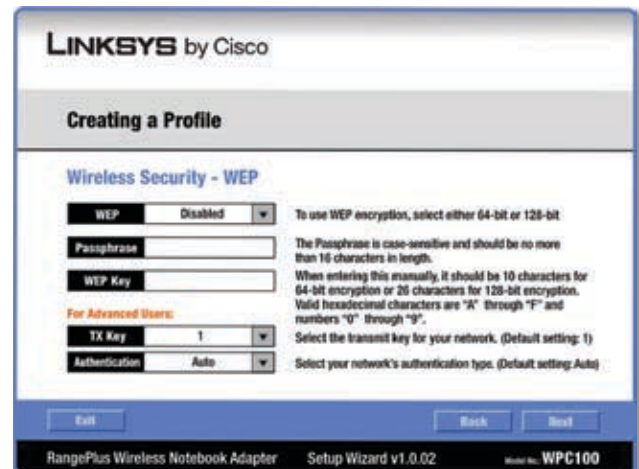 LINKSYS by Cisco
Creating a Profile
Wireless Security - WEP
WEP Disabled To use WEP encryption, select either 64-bit or 128-bit
Passphrase The Passphrase is case-sensitive and should be no more
than 16 characters in length.
WEP Key When entering this manually, it should be 10 characters for
64-bit encryption or 26 characters for 128-bit encryption.
Valid hexadecimal characters are "A" through "F" and
numbers "0" through "9".
For Advanced Users:
TX Key 1 Select the transmit key for your network. (Default setting: 1)
Authentication Auto Select your network's authentication type. (Default setting: Auto)
Exit Back Next
RangePlus Wireless Notebook Adapter Setup Wizard v1.0.02 Model No. WPC100